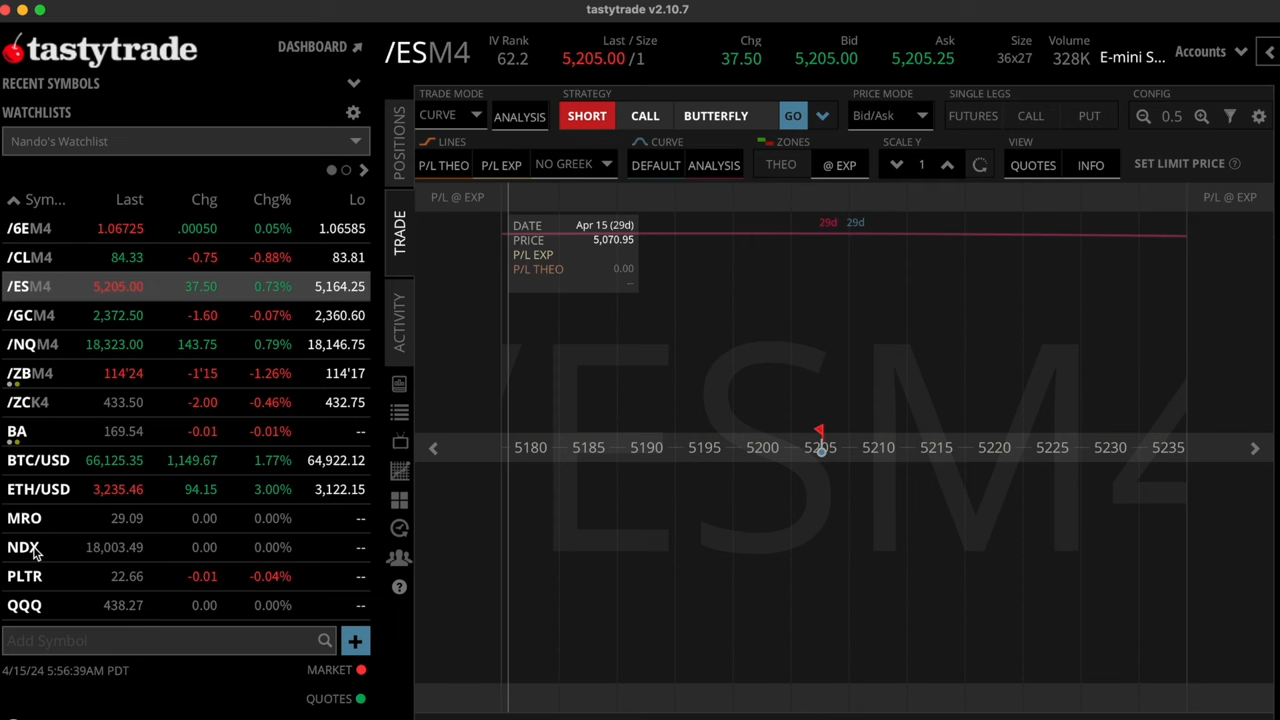 tastytrade v2.10.7
tastytrade
DASHBOARD
RECENT SYMBOLS
WATCHLISTS
Nando's Watchlist
Sym... Last Chg Chg% Lo
/6EM4 1.06725 .00050 0.05% 1.06585
/CLM4 84.33 -0.75 -0.88% 83.81
/ESM4 5,205.00 37.50 0.73% 5,164.25
/GCM4 2,372.50 -1.60 -0.07% 2,360.60
/NQM4 18,323.00 143.75 0.79% 18,146.75
/ZBM4 114'24 -1'15 -1.26% 114'17
/ZCK4 433.50 -2.00 -0.46% 432.75
BA 169.54 -0.01 -0.01% --
BTC/USD 66,125.35 1,149.67 1.77% 64,922.12
ETH/USD 3,235.46 94.15 3.00% 3,122.15
MRO 29.09 0.00 0.00% --
NDX 18,003.49 0.00 0.00% --
PLTR 22.66 -0.01 -0.04% --
QQQ 438.27 0.00 0.00% --
Add Symbol
4/15/24 5:56:39AM PDT
MARKET
QUOTES
POSITIONS
TRADE
ACTIVITY
/ESM4
IV Rank Last / Size Chg Bid Ask Size Volume
62.2 5,205.00 /1 37.50 5,205.00 5,205.25 36x27 328K E-mini S... Accounts
TRADE MODE STRATEGY PRICE MODE SINGLE LEGS CONFIG
CURVE ANALYSIS SHORT CALL BUTTERFLY GO Bid/Ask FUTURES CALL PUT 0.5
LINES CURVE ZONES SCALE Y VIEW
P/L THEO P/L EXP NO GREEK DEFAULT ANALYSIS THEO @ EXP 1 QUOTES INFO SET LIMIT PRICE
P/L @ EXP P/L @ EXP
29d 29d
DATE Apr 15 (29d)
PRICE 5,070.95
P/L EXP
P/L THEO 0.00
--
5180 5185 5190 5195 5200 5205 5210 5215 5220 5225 5230 5235
/ESM4